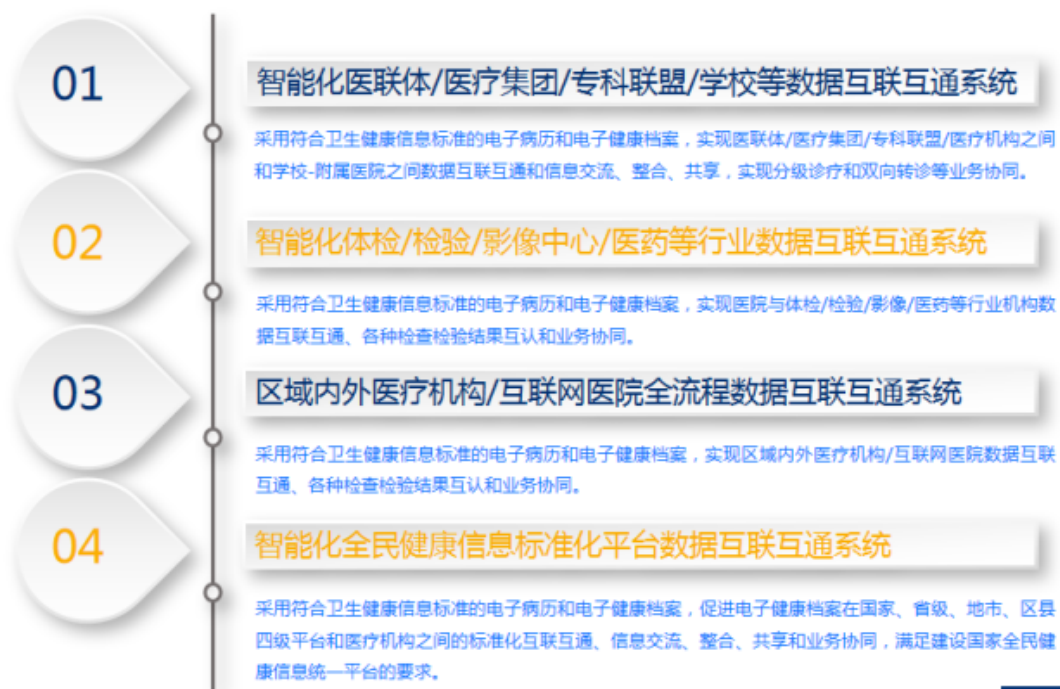 01
智能化医联体/医疗集团/专科联盟/学校等数据互联互通系统
采用符合卫生健康信息标准的电子病历和电子健康档案，实现医联体/医疗集团/专科联盟/医疗机构之间
和学校-附属医院之间数据互联互通和信息交流、整合、共享，实现分级诊疗和双向转诊等业务协同。
02
智能化体检/检验/影像中心/医药等行业数据互联互通系统
采用符合卫生健康信息标准的电子病历和电子健康档案，实现医院与体检/检验/影像/医药等行业机构数
据互联互通、各种检查检验结果互认和业务协同。
03
区域内外医疗机构/互联网医院全流程数据互联互通系统
采用符合卫生健康信息标准的电子病历和电子健康档案，实现区域内外医疗机构/互联网医院数据互联
互通、各种检查检验结果互认和业务协同。
04
智能化全民健康信息标准化平台数据互联互通系统
采用符合卫生健康信息标准的电子病历和电子健康档案，促进电子健康档案在国家、省级、地市、区县
四级平台和医疗机构之间的标准化互联互通、信息交流、整合、共享和业务协同，满足建设国家全民健
康信息统一平台的要求。